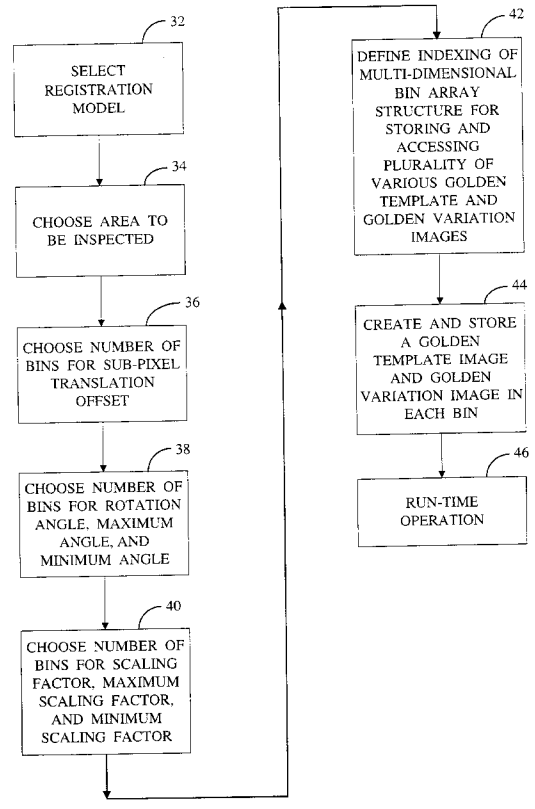 32
SELECT
REGISTRATION
MODEL
34
CHOOSE AREA TO
BE INSPECTED
36
CHOOSE NUMBER OF
BINS FOR SUB-PIXEL
TRANSLATION
OFFSET
38
CHOOSE NUMBER OF
BINS FOR ROTATION
ANGLE, MAXIMUM
ANGLE, AND
MINIMUM ANGLE
40
CHOOSE NUMBER OF
BINS FOR SCALING
FACTOR, MAXIMUM
SCALING FACTOR,
AND MINIMUM
SCALING FACTOR
42
DEFINE INDEXING OF
MULTI-DIMENSIONAL
BIN ARRAY
STRUCTURE FOR
STORING AND
ACCESSING
PLURALITY OF
VARIOUS GOLDEN
TEMPLATE AND
GOLDEN VARIATION
IMAGES
44
CREATE AND STORE
A GOLDEN
TEMPLATE IMAGE
AND GOLDEN
VARIATION IMAGE IN
EACH BIN
46
RUN-TIME
OPERATION